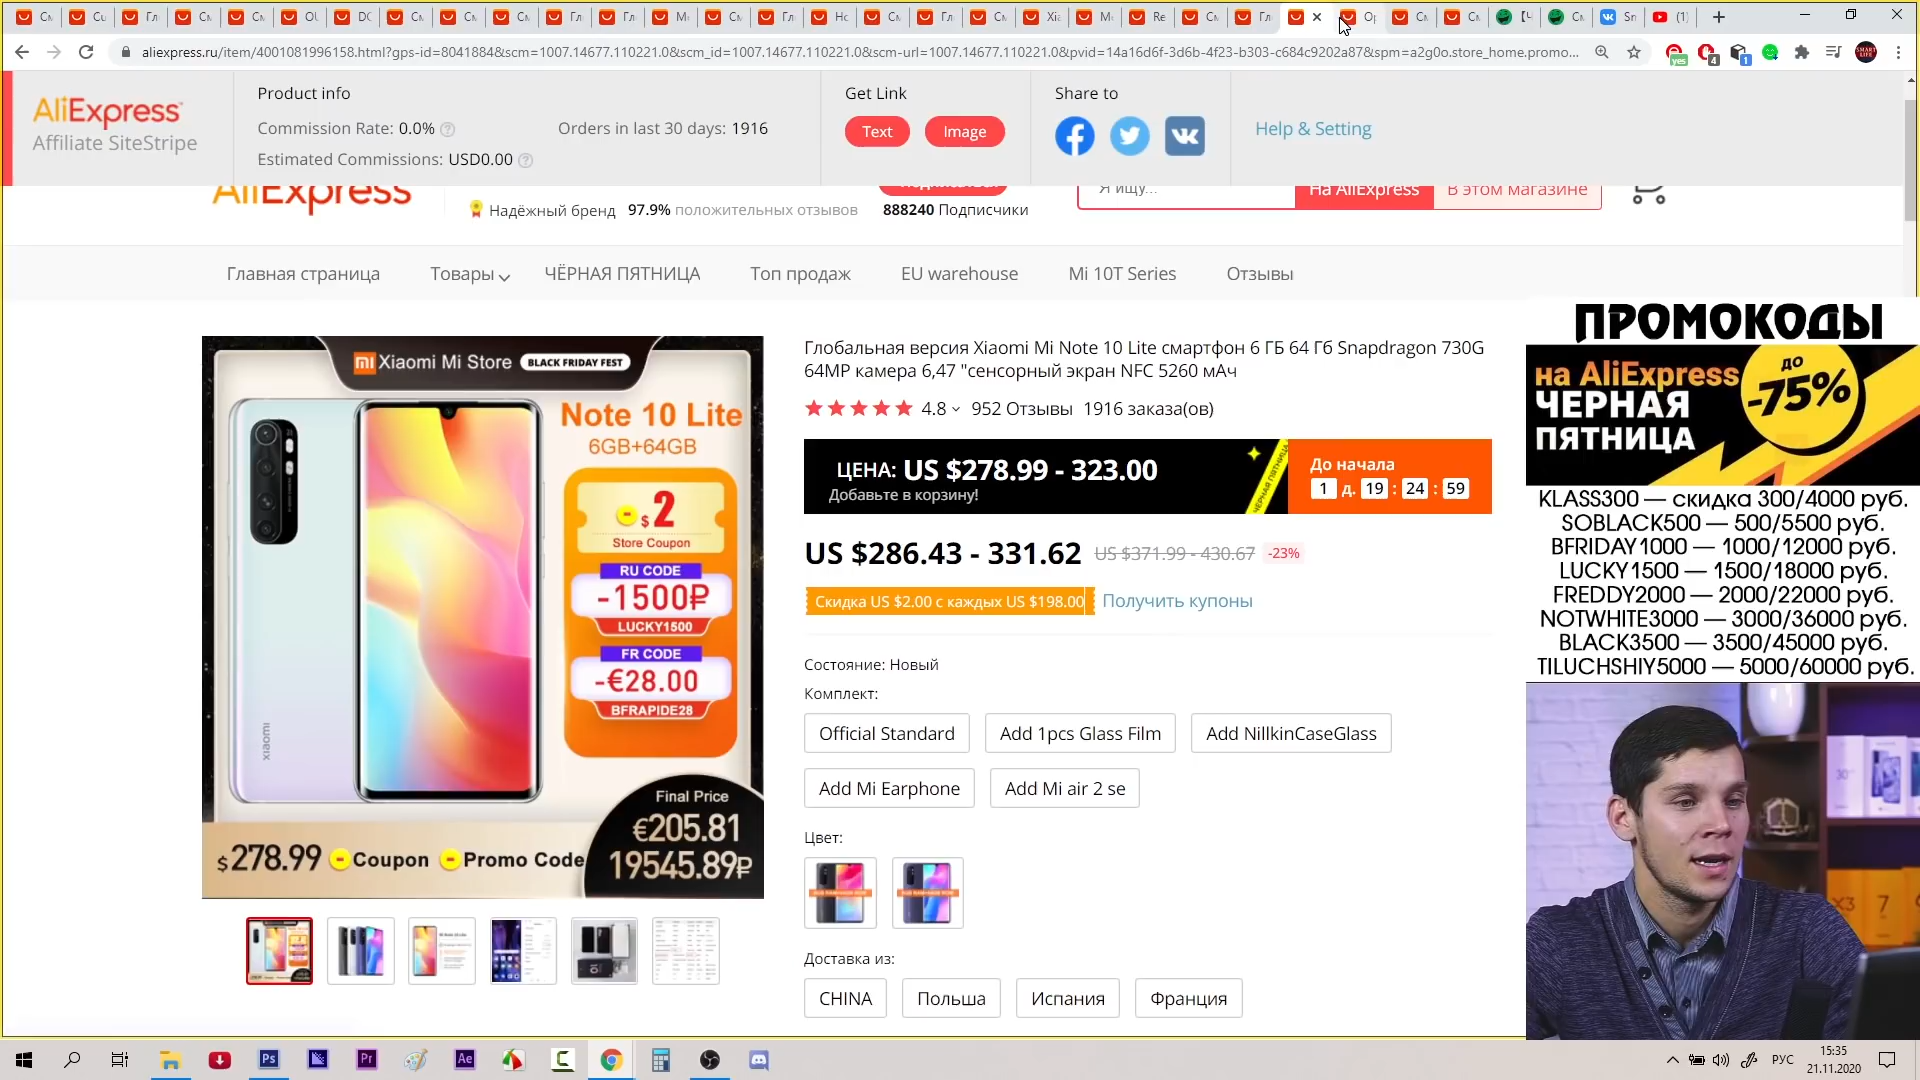 aliexpress.ru/item/4001081996158.html?gps-id=8041884&scm=1007.14677.110221.0&scm_id=1007.14677.110221.0&scm-url=1007.14677.110221.0&pvid=14a16d6f-3d6b-4f23-b303-c684c9202a87&spm=a2g0o.store_home.promo...
AliExpress
Affiliate SiteStripe
Product info
Commission Rate: 0.0%
Orders in last 30 days: 1916
Estimated Commissions: USD0.00
Get Link
Text
Image
Share to
Help & Setting
AliExpress
Надёжный бренд 97.9% положительных отзывов
888240 Подписчики
Я ищу...
На AliExpress
В этом магазине
Главная страница
Товары
ЧЁРНАЯ ПЯТНИЦА
Топ продаж
EU warehouse
Mi 10T Series
Отзывы
Xiaomi Mi Store BLACK FRIDAY FEST
Note 10 Lite
6GB+64GB
-$2
Store Coupon
RU CODE
-1500₽
LUCKY1500
FR CODE
-€28.00
BFRAPIDE28
xiaomi
Final Price
€205.81
19545.89₽
$278.99 - Coupon - Promo Code
Глобальная версия Xiaomi Mi Note 10 Lite смартфон 6 ГБ 64 Гб Snapdragon 730G
64MP камера 6,47 "сенсорный экран NFC 5260 мАч
4.8 952 Отзывы 1916 заказа(ов)
ЦЕНА: US $278.99 - 323.00
Добавьте в корзину!
ЧЁРНАЯ ПЯТНИЦА
До начала
1 д. 19 : 24 : 59
US $286.43 - 331.62 US $371.99 - 430.67 -23%
Скидка US $2.00 с каждых US $198.00 Получить купоны
Состояние: Новый
Комплект:
Official Standard
Add 1pcs Glass Film
Add NillkinCaseGlass
Add Mi Earphone
Add Mi air 2 se
Цвет:
Доставка из:
CHINA
Польша
Испания
Франция
ПРОМОКОДЫ
на AliExpress
ЧЕРНАЯ
ПЯТНИЦА
до
-75%
KLASS300 — скидка 300/4000 руб.
SOBLACK500 — 500/5500 руб.
BFRIDAY1000 — 1000/12000 руб.
LUCKY1500 — 1500/18000 руб.
FREDDY2000 — 2000/22000 руб.
NOTWHITE3000 — 3000/36000 руб.
BLACK3500 — 3500/45000 руб.
TILUCHSHIY5000 — 5000/60000 руб.
РУС
15:35
21.11.2020